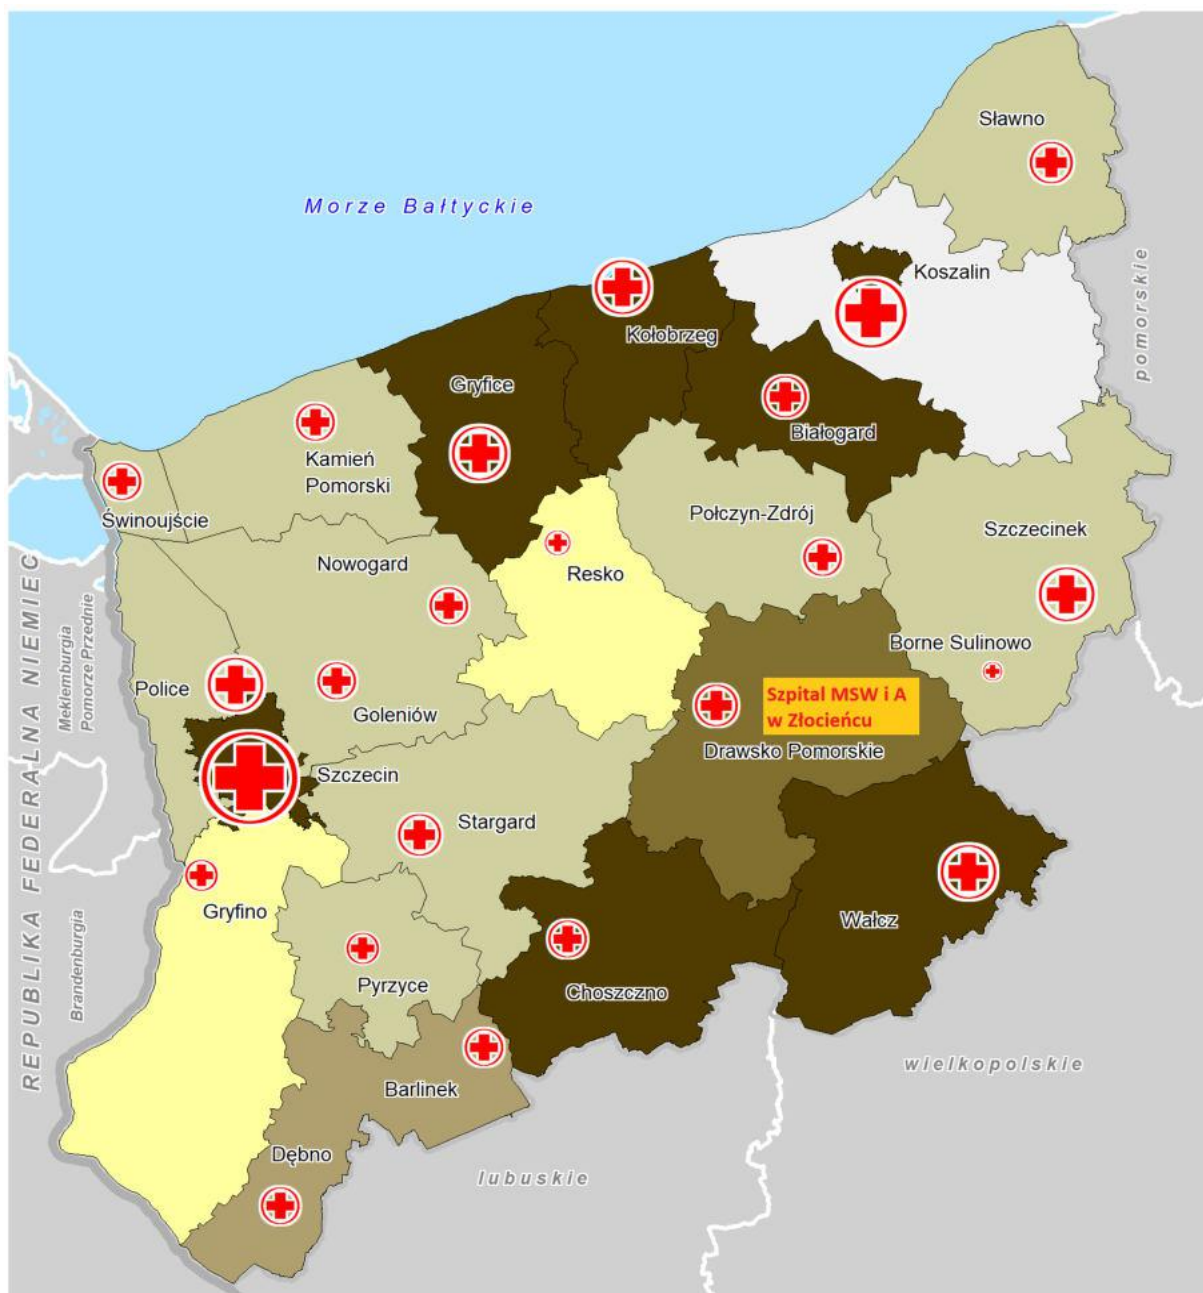 Sławno
Morze Bałtyckie
Koszalin
pomorskie
Kołobrzeg
Gryfice
Białogard
Kamień
Pomorski
Świnoujście
Połczyn-Zdrój
Szczecinek
Nowogard
Resko
Borne Sulinowo
Police
Goleniów
Szpital MSW i A
w Złocieńcu
Drawsko Pomorskie
Szczecin
Stargard
Gryfino
Wałcz
Pyrzyce
Choszczno
Barlinek
Dębno
REPUBLIKA FEDERALNA NIEMIEC
Meklemburgia
Pomorze Przednie
Brandenburgia
wielkopolskie
lubuskie